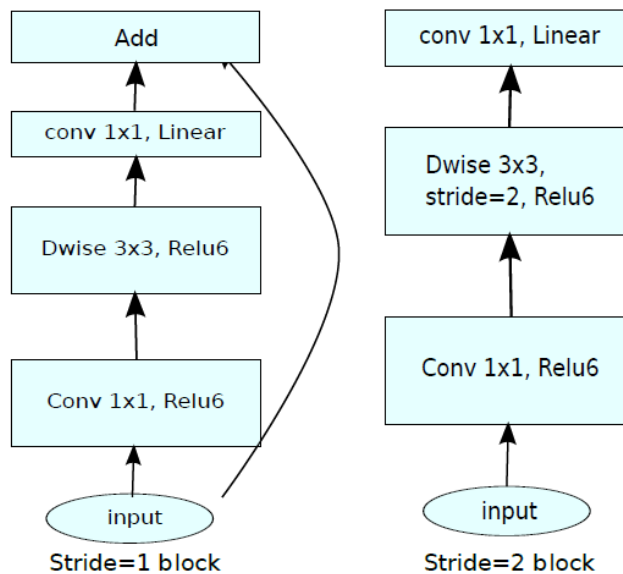 Add
conv 1x1, Linear
Dwise 3x3, Relu6
Conv 1x1, Relu6
input
Stride=1 block
conv 1x1, Linear
Dwise 3x3,
stride=2, Relu6
Conv 1x1, Relu6
input
Stride=2 block